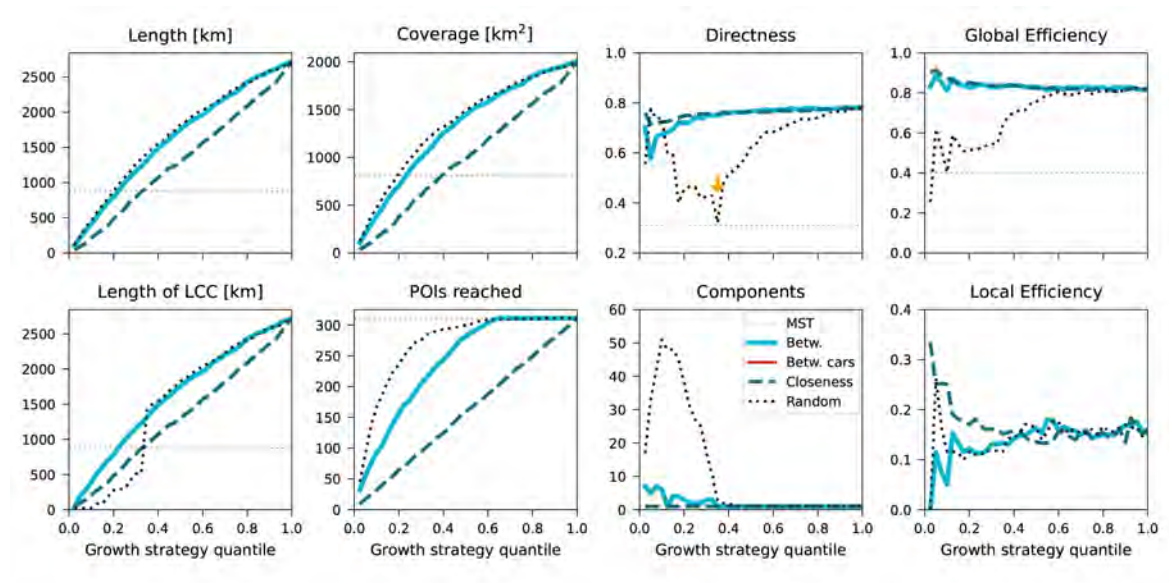 Length [km]
Coverage [km²]
Directness
Global Efficiency
2500
2000
1500
1000
500
0
2000
1500
1000
500
0
1.0
0.8
0.6
0.4
0.2
1.0
0.8
0.6
0.4
0.2
0.0
Length of LCC [km]
POIs reached
Components
Local Efficiency
2500
2000
1500
1000
500
0
300
250
200
150
100
50
0
60
50
40
30
20
10
0
MST
Betw.
Betw. cars
Closeness
Random
0.4
0.3
0.2
0.1
0.0
0.0 0.2 0.4 0.6 0.8 1.0
0.0 0.2 0.4 0.6 0.8 1.0
0.0 0.2 0.4 0.6 0.8 1.0
0.0 0.2 0.4 0.6 0.8 1.0
Growth strategy quantile
Growth strategy quantile
Growth strategy quantile
Growth strategy quantile